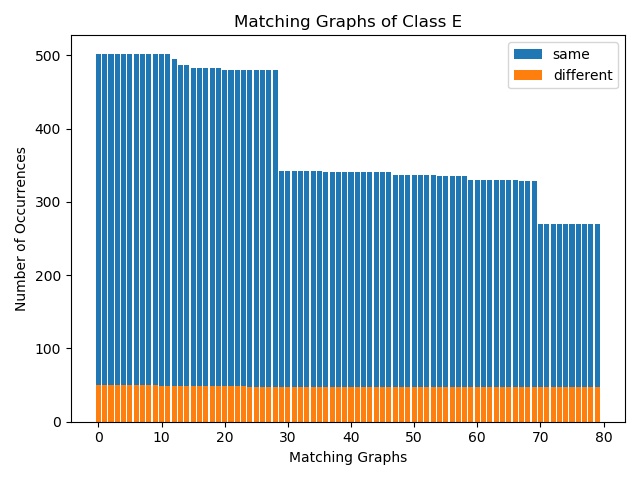 Matching Graphs of Class E
same
different
Number of Occurrences
500
400
300
200
100
0
0 10 20 30 40 50 60 70 80
Matching Graphs